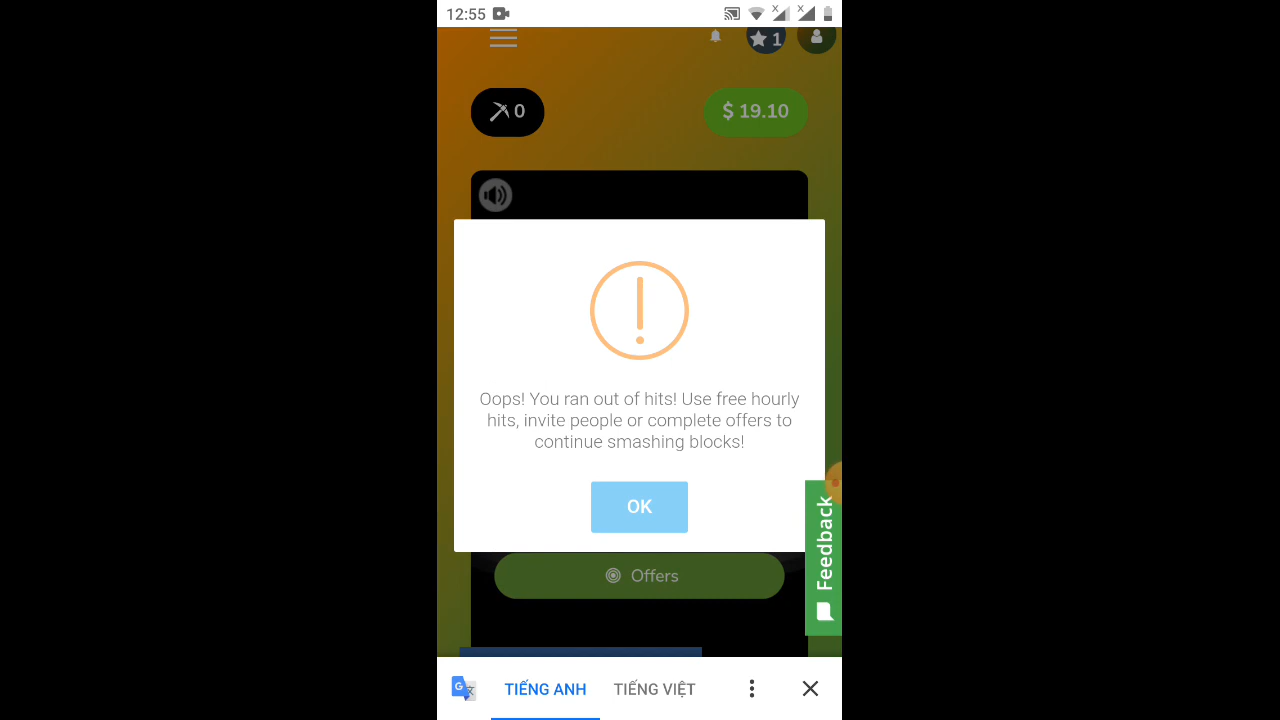 12:55
1
0
$ 19.10
Oops! You ran out of hits! Use free hourly
hits, invite people or complete offers to
continue smashing blocks!
OK
Feedback
Offers
TIẾNG ANH TIẾNG VIỆT